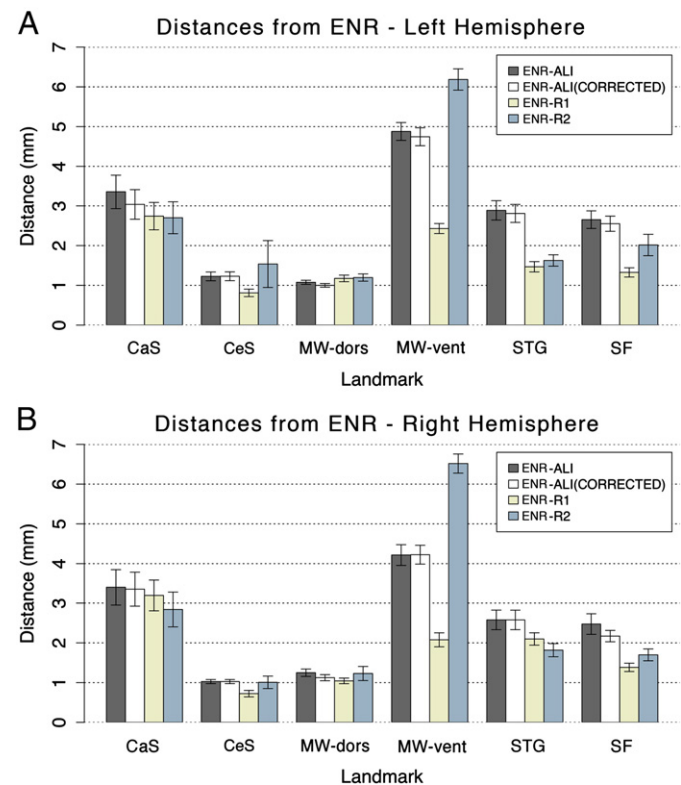 A
Distances from ENR - Left Hemisphere
Distance (mm)
7
6
5
4
3
2
1
0
ENR-ALI
ENR-ALI(CORRECTED)
ENR-R1
ENR-R2
CaS CeS MW-dors MW-vent STG SF
Landmark
B
Distances from ENR - Right Hemisphere
Distance (mm)
7
6
5
4
3
2
1
0
ENR-ALI
ENR-ALI(CORRECTED)
ENR-R1
ENR-R2
CaS CeS MW-dors MW-vent STG SF
Landmark